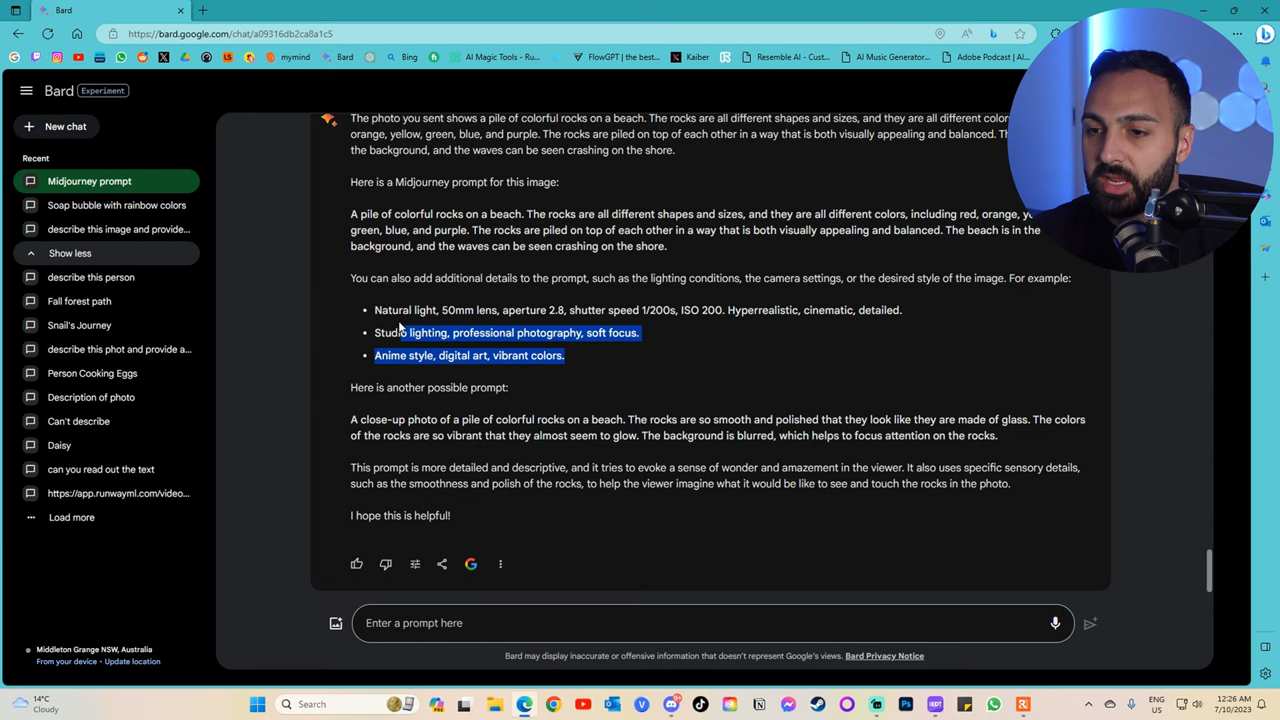 Bard
https://bard.google.com/chat/a09316db2ca8a1c5
mymind
Bard
Bing
AI Magic Tools - Ru...
FlowGPT | the best...
Kaiber
Resemble AI - Cust...
AI Music Generator...
Adobe Podcast | AI...
Bard Experiment
New chat
Recent
Midjourney prompt
Soap bubble with rainbow colors
describe this image and provide...
Show less
describe this person
Fall forest path
Snail's Journey
describe this phot and provide a...
Person Cooking Eggs
Description of photo
Can't describe
Daisy
can you read out the text
https://app.runwayml.com/video...
Load more
Middleton Grange NSW, Australia
From your device • Update location
The photo you sent shows a pile of colorful rocks on a beach. The rocks are all different shapes and sizes, and they are all different
orange, yellow, green, blue, and purple. The rocks are piled on top of each other in a way that is both visually appealing and balanced.
the background, and the waves can be seen crashing on the shore.
Here is a Midjourney prompt for this image:
A pile of colorful rocks on a beach. The rocks are all different shapes and sizes, and they are all different colors, including red, orange,
green, blue, and purple. The rocks are piled on top of each other in a way that is both visually appealing and balanced. The beach is in the
background, and the waves can be seen crashing on the shore.
You can also add additional details to the prompt, such as the lighting conditions, the camera settings, or the desired style of the image. For example:
• Natural light, 50mm lens, aperture 2.8, shutter speed 1/200s, ISO 200. Hyperrealistic, cinematic, detailed.
• Studio lighting, professional photography, soft focus.
• Anime style, digital art, vibrant colors.
Here is another possible prompt:
A close-up photo of a pile of colorful rocks on a beach. The rocks are so smooth and polished that they look like they are made of glass. The colors
of the rocks are so vibrant that they almost seem to glow. The background is blurred, which helps to focus attention on the rocks.
This prompt is more detailed and descriptive, and it tries to evoke a sense of wonder and amazement in the viewer. It also uses specific sensory details,
such as the smoothness and polish of the rocks, to help the viewer imagine what it would be like to see and touch the rocks in the photo.
I hope this is helpful!
Enter a prompt here
Bard may display inaccurate or offensive information that doesn't represent Google's views. Bard Privacy Notice
14°C
Cloudy
Search
ENG
US
12:26 AM
7/10/2023